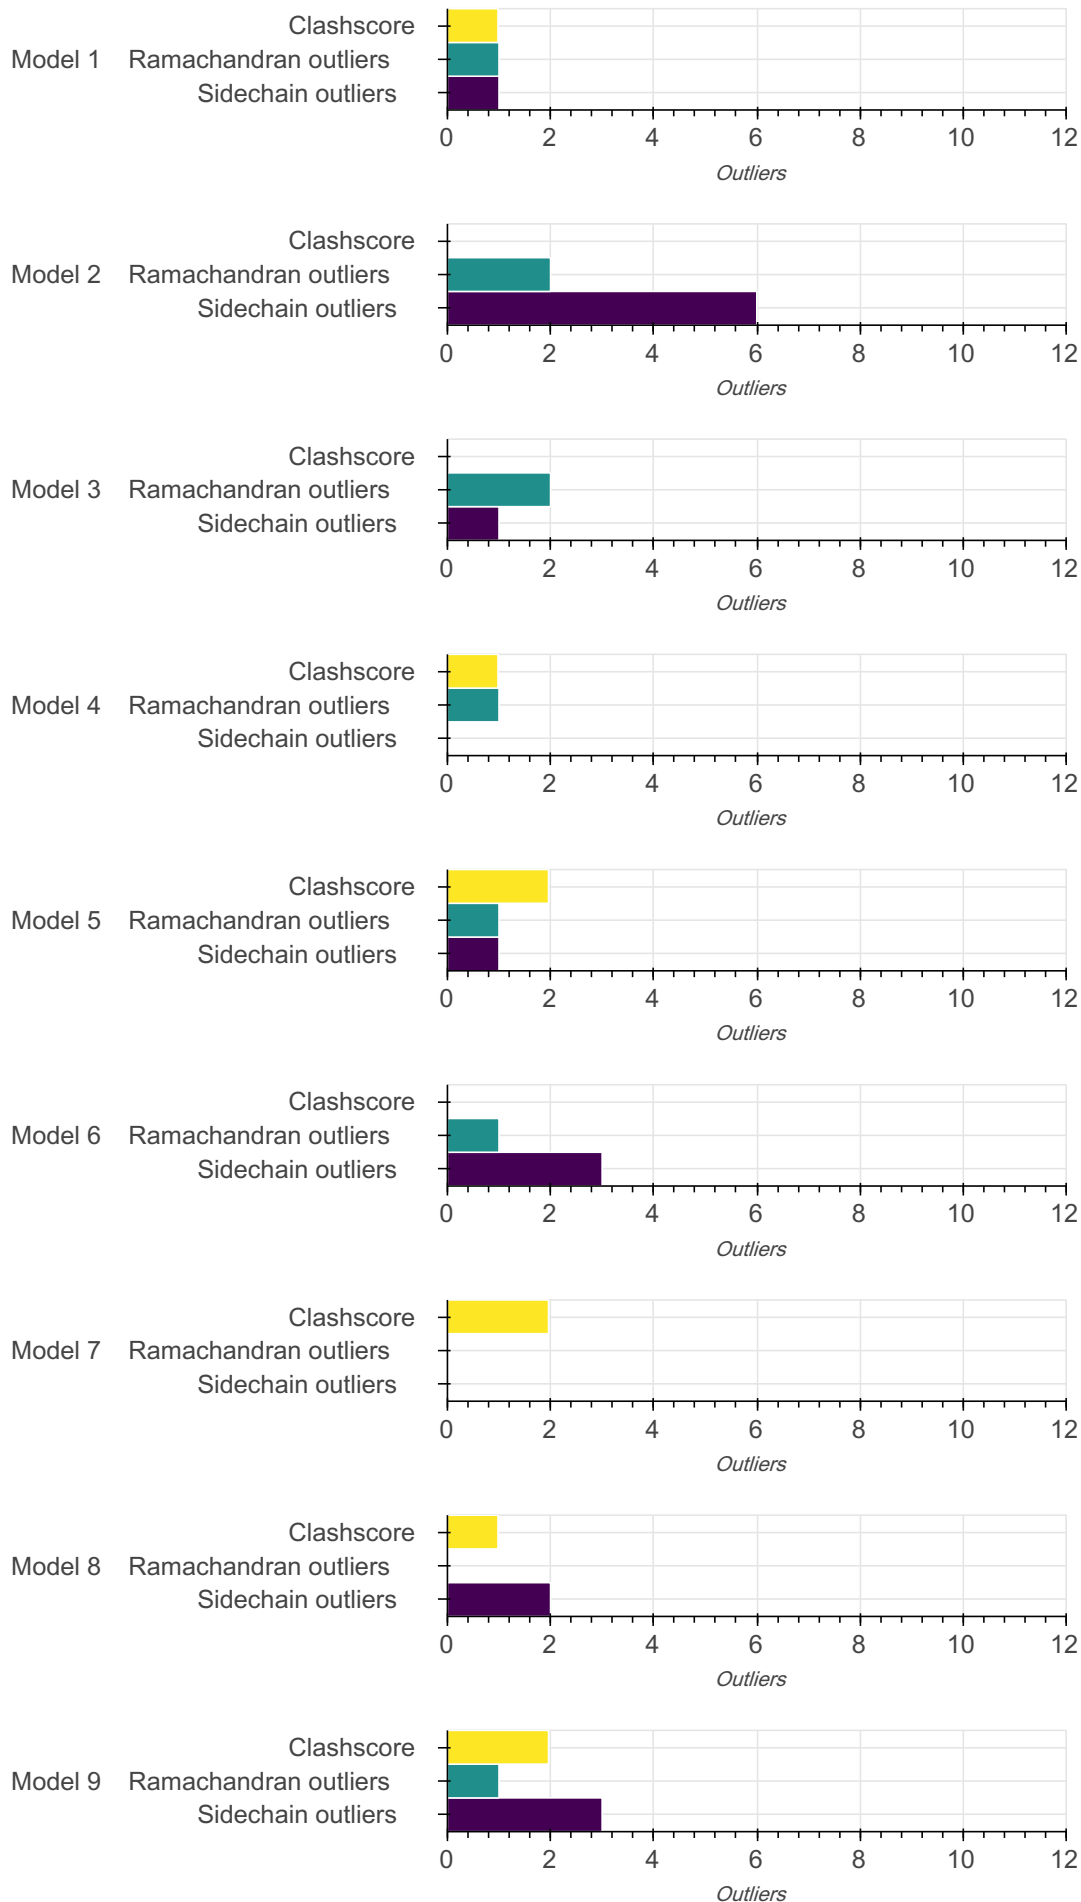 Clashscore
Model 1 Ramachandran outliers
Sidechain outliers
0 2 4 6 8 10 12
Outliers
Clashscore
Model 2 Ramachandran outliers
Sidechain outliers
0 2 4 6 8 10 12
Outliers
Clashscore
Model 3 Ramachandran outliers
Sidechain outliers
0 2 4 6 8 10 12
Outliers
Clashscore
Model 4 Ramachandran outliers
Sidechain outliers
0 2 4 6 8 10 12
Outliers
Clashscore
Model 5 Ramachandran outliers
Sidechain outliers
0 2 4 6 8 10 12
Outliers
Clashscore
Model 6 Ramachandran outliers
Sidechain outliers
0 2 4 6 8 10 12
Outliers
Clashscore
Model 7 Ramachandran outliers
Sidechain outliers
0 2 4 6 8 10 12
Outliers
Clashscore
Model 8 Ramachandran outliers
Sidechain outliers
0 2 4 6 8 10 12
Outliers
Clashscore
Model 9 Ramachandran outliers
Sidechain outliers
0 2 4 6 8 10 12
Outliers